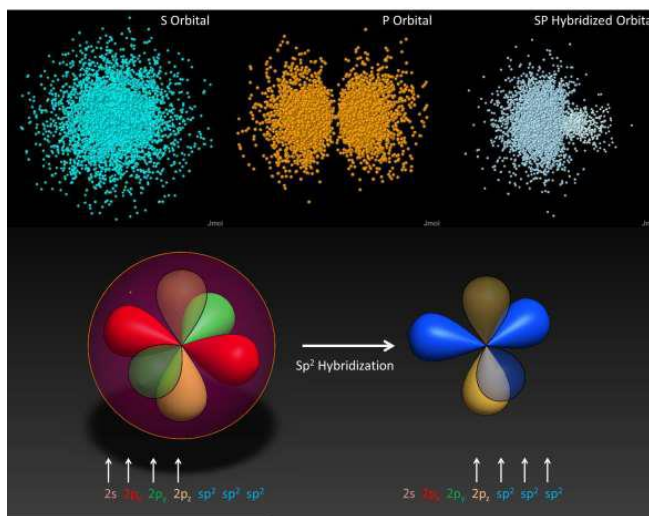 S Orbital
P Orbital
SP Hybridized Orbita
Jmol
Jmol
Jm
Sp² Hybridization
2s 2pₓ 2pᵧ 2p_z sp² sp² sp²
2s 2pₓ 2pᵧ 2p_z sp² sp² sp²